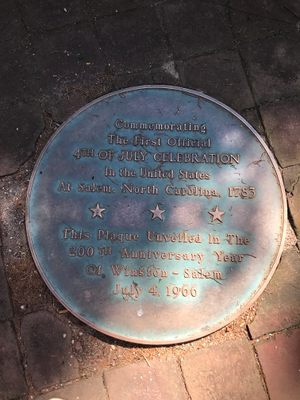 Commemorating
The First Official
4TH OF JULY CELEBRATION
In the United States
At Salem, North Carolina, 1783
This Plaque Unveiled In The
200TH Anniversary Year
Of Winston - Salem
July 4, 1966